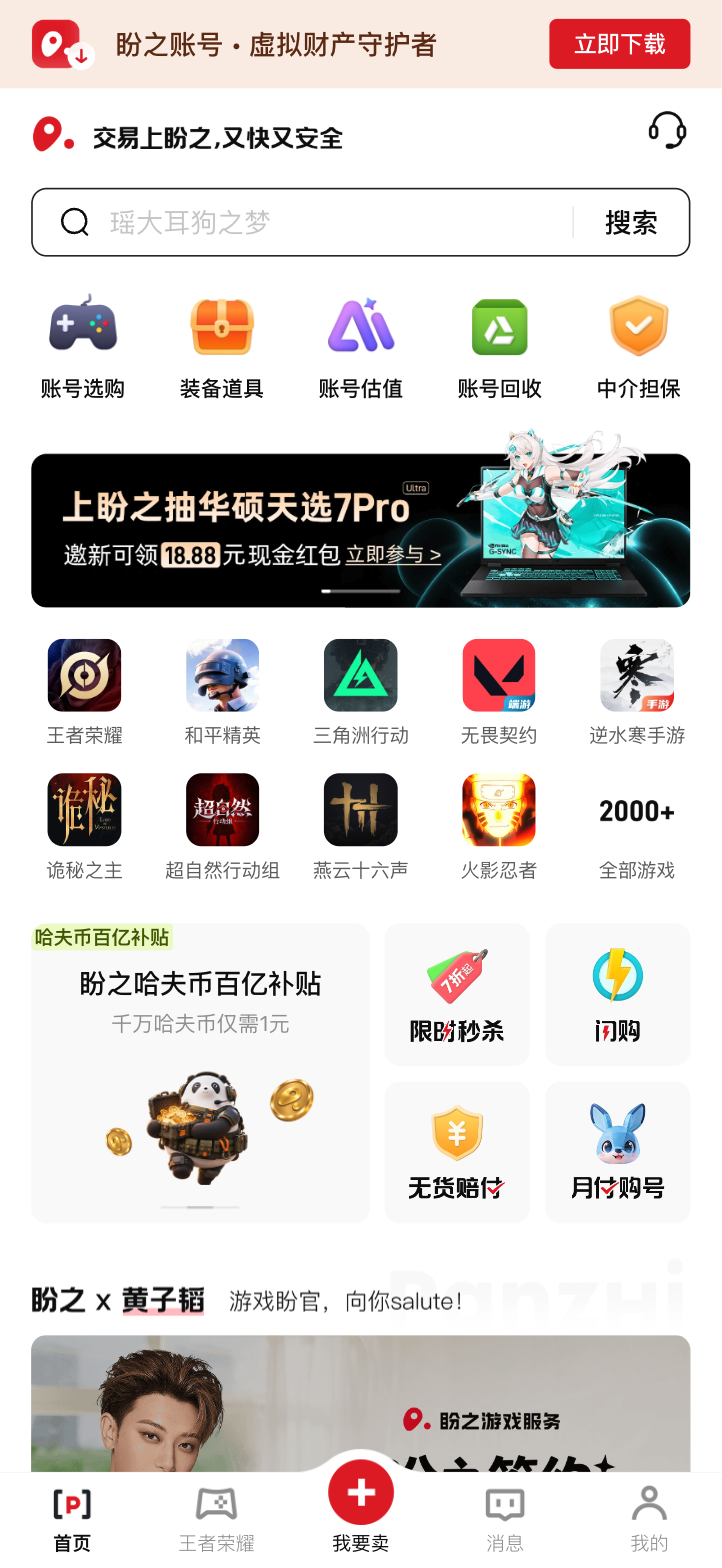 盼之账号·虚拟财产守护者
立即下载
交易上盼之,又快又安全
瑶大耳狗之梦
搜索
账号选购
装备道具
账号估值
账号回收
中介担保
上盼之抽华硕天选7Pro
Ultra
邀新可领18.88元现金红包 立即参与 >
G-SYNC
端游
手游
王者荣耀
和平精英
三角洲行动
无畏契约
逆水寒手游
诡秘
超自然
行动组
十六
2000+
诡秘之主
超自然行动组
燕云十六声
火影忍者
全部游戏
哈夫币百亿补贴
盼之哈夫币百亿补贴
千万哈夫币仅需1元
7折起
限时秒杀
闪购
无货赔付
月付购号
PanzHi
盼之 x 黄子韬
游戏盼官，向你salute！
盼之游戏服务
首页
王者荣耀
我要卖
消息
我的